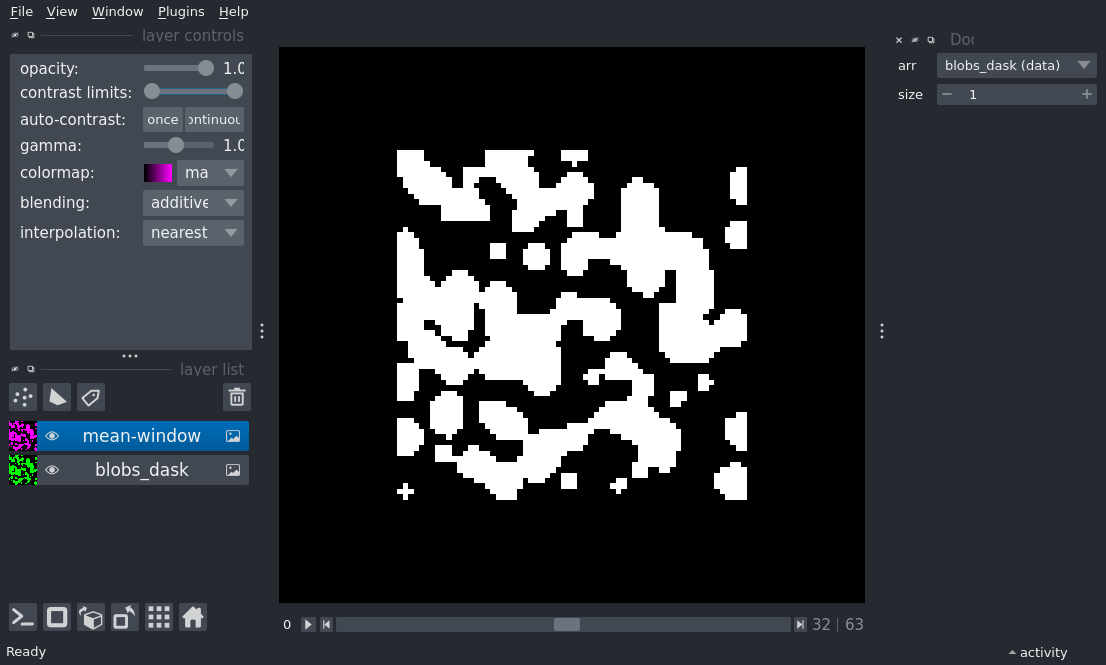 File View Window Plugins Help
layer controls
opacity: 1.0
contrast limits:
auto-contrast: once ontinuou
gamma: 1.0
colormap: ma
blending: additive
interpolation: nearest
layer list
mean-window
blobs_dask
Doc
arr blobs_dask (data)
size 1
0 32 63
Ready
activity